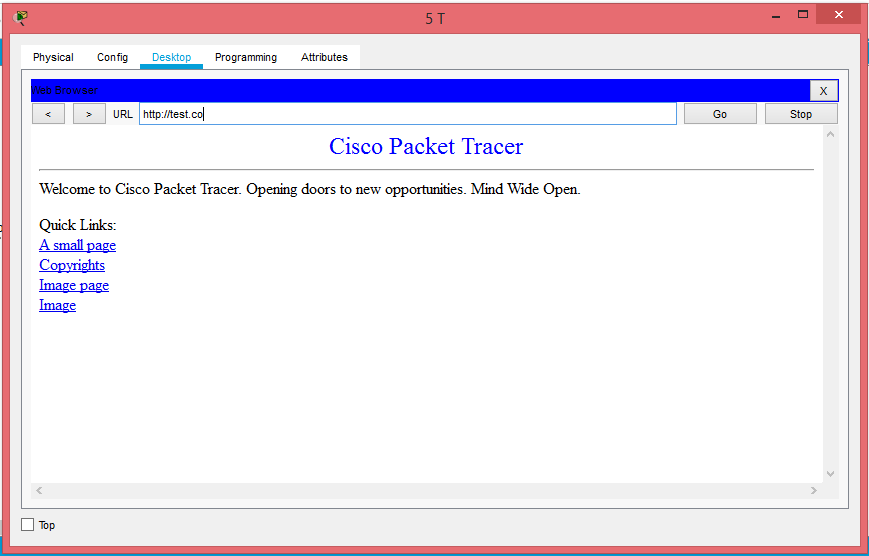 5 T
Physical Config Desktop Programming Attributes
Web Browser X
< > URL http://test.co Go Stop
Cisco Packet Tracer
Welcome to Cisco Packet Tracer. Opening doors to new opportunities. Mind Wide Open.
Quick Links:
A small page
Copyrights
Image page
Image
Top